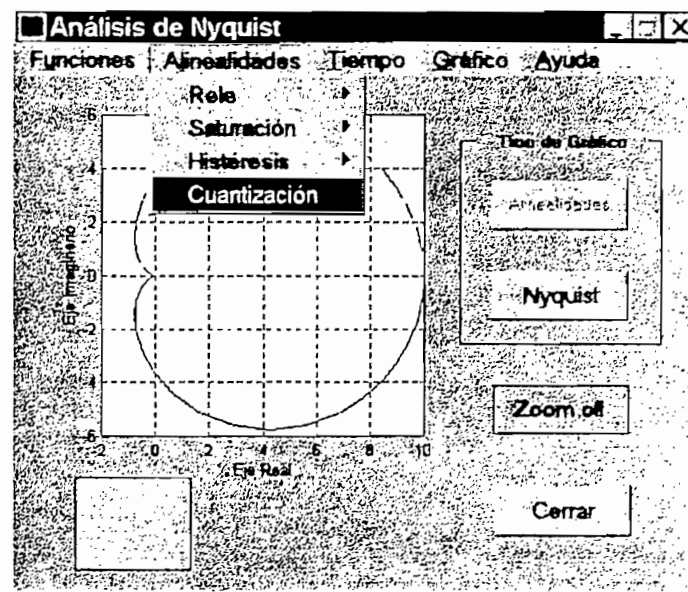 Análisis de Nyquist
Funciones Alinealidades Tiempo Gráfico Ayuda
Rele
Saturación
Histéresis
Cuantización
Tipo de Gráfico
Alinealidades
Nyquist
Zoom off
Cerrar
6
4
2
0
-2
-4
-6
Eje Imaginario
-2 0 2 4 6 8 10
Eje Real